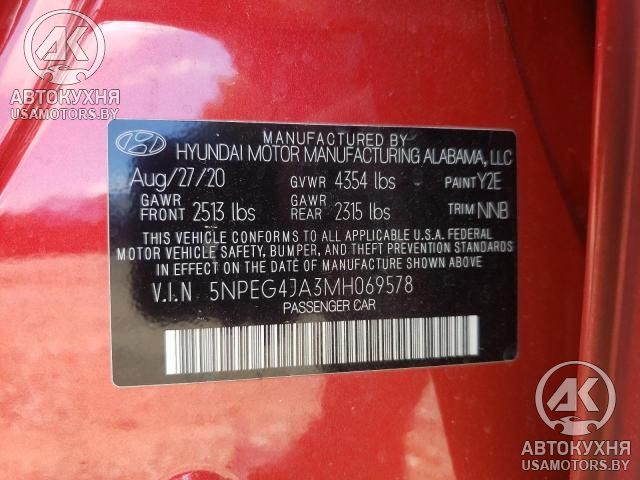 АВТОКУХНЯ
USAMOTORS.BY
MANUFACTURED BY
HYUNDAI MOTOR MANUFACTURING ALABAMA, LLC
Aug/27/20 GVWR 4354 lbs PAINT Y2E
GAWR FRONT 2513 lbs GAWR REAR 2315 lbs TRIM NNB
THIS VEHICLE CONFORMS TO ALL APPLICABLE U.S.A. FEDERAL
MOTOR VEHICLE SAFETY, BUMPER, AND THEFT PREVENTION STANDARDS
IN EFFECT ON THE DATE OF MANUFACTURE SHOWN ABOVE
V.I.N 5NPEG4JA3MH069578
PASSENGER CAR
АВТОКУХНЯ
USAMOTORS.BY